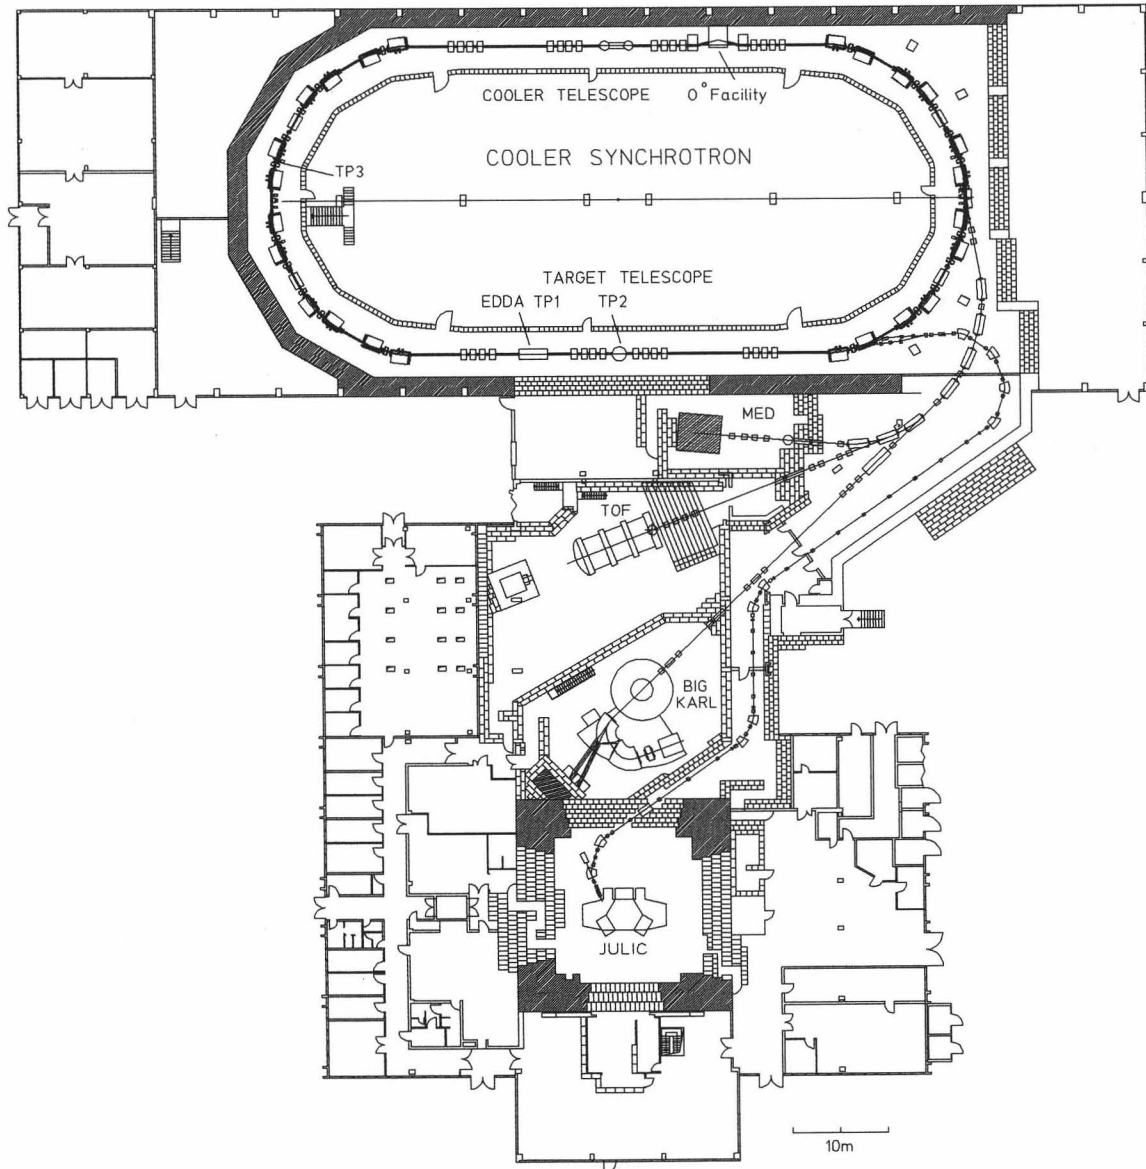 COOLER TELESCOPE
0° Facility
COOLER SYNCHROTRON
TP3
TARGET TELESCOPE
EDDA TP1
TP2
MED
TOF
BIG
KARL
JULIC
10m